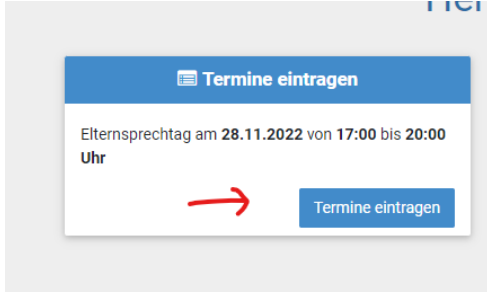 Termine eintragen
Elternsprechtag am 28.11.2022 von 17:00 bis 20:00
Uhr
Termine eintragen